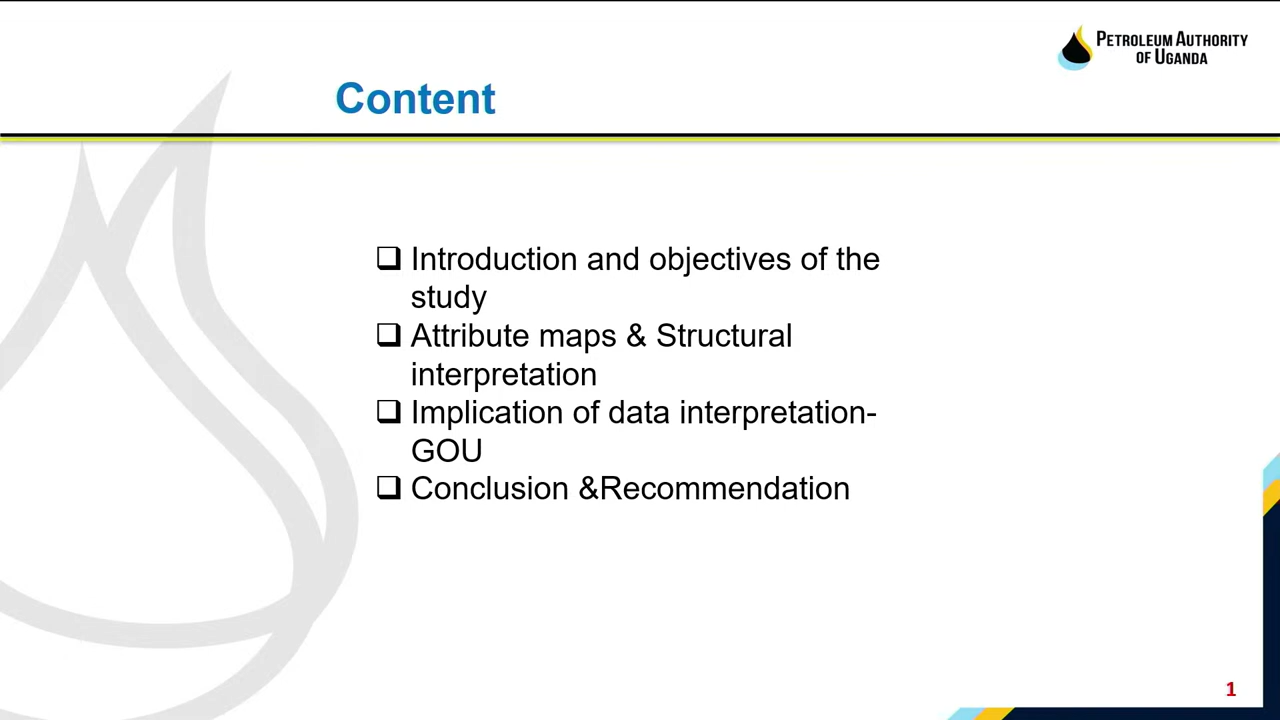 PETROLEUM AUTHORITY
OF UGANDA
Content
❑ Introduction and objectives of the
study
❑ Attribute maps & Structural
interpretation
❑ Implication of data interpretation-
GOU
❑ Conclusion &Recommendation
1